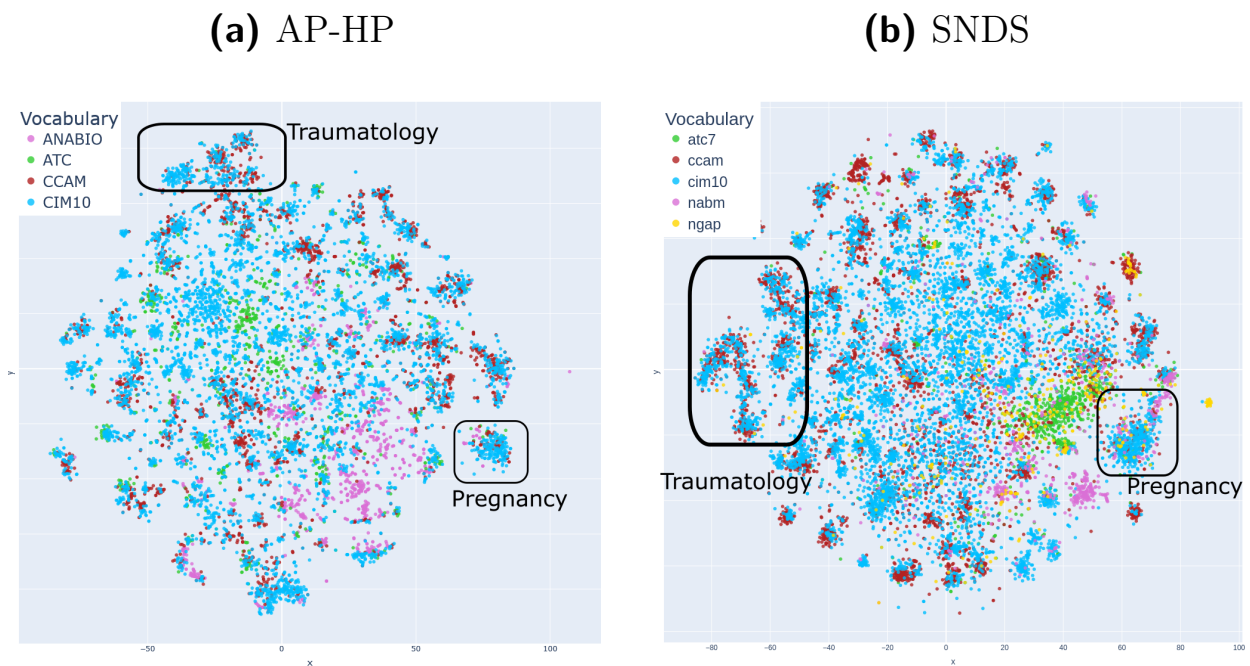 (a) AP-HP
Vocabulary
ANABIO
ATC
CCAM
CIM10
Traumatology
Pregnancy
y
−50
0
50
100
x
(b) SNDS
Vocabulary
atc7
ccam
cim10
nabm
ngap
Traumatology
Pregnancy
y
−80
−60
−40
−20
0
20
40
60
80
100
x